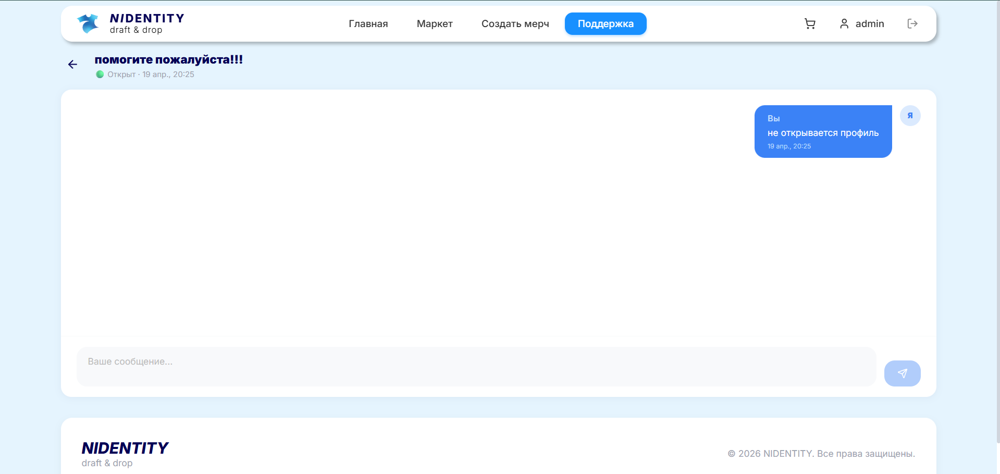 NIDENTITY
draft & drop
Главная
Маркет
Создать мерч
Поддержка
admin
помогите пожалуйста!!!
Открыт · 19 апр., 20:25
Вы
не открывается профиль
19 апр., 20:25
Я
Ваше сообщение...
NIDENTITY
draft & drop
© 2026 NIDENTITY. Все права защищены.